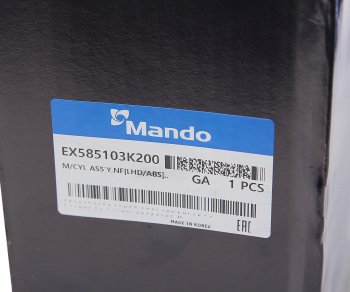 Mando
EX585103K200
M/CYL ASS'Y.NF[LHD/ABS]..
GA 1 PCS
MADE IN KOREA
EAC